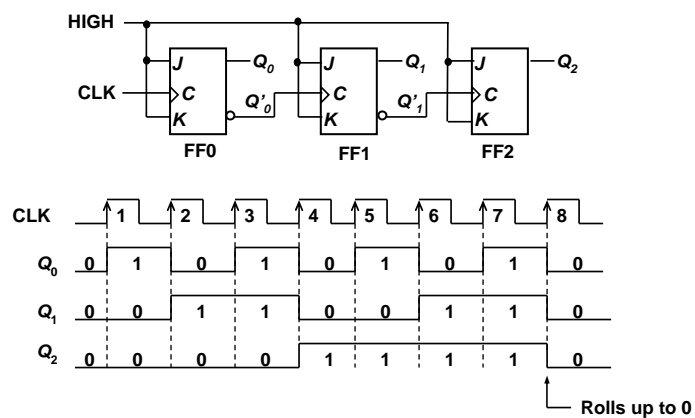 HIGH
J Q0 J Q1 J Q2
CLK C Q'0 C Q'1 C
K K K
FF0 FF1 FF2
CLK 1 2 3 4 5 6 7 8
Q0 0 1 0 1 0 1 0 1 0
Q1 0 0 1 1 0 0 1 1 0
Q2 0 0 0 0 1 1 1 1 0
Rolls up to 0